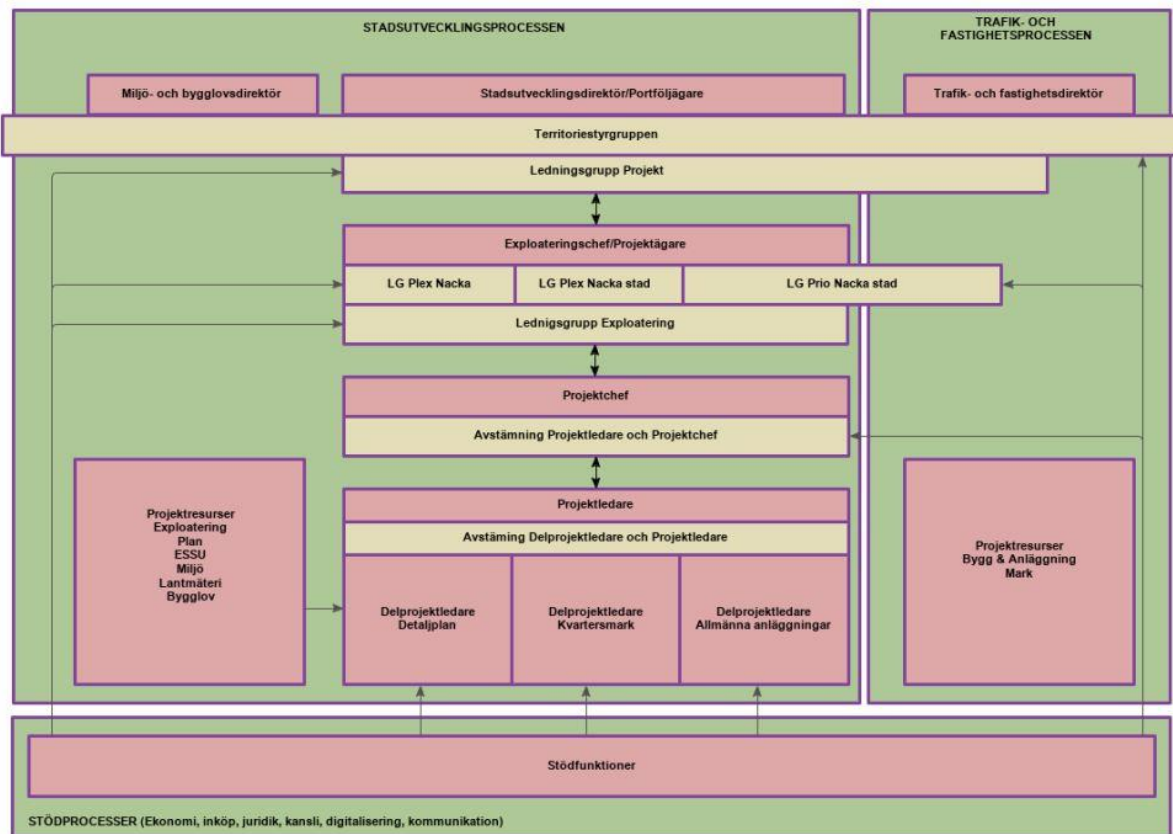 STADSUTVECKLINGSPROCESSEN
TRAFIK- OCH
FASTIGHETSPROCESSEN
Miljö- och bygglovsdirektör
Stadsutvecklingsdirektör/Portföljägare
Trafik- och fastighetsdirektör
Territoriestyrgruppen
Ledningsgrupp Projekt
Exploateringschef/Projektägare
LG Plex Nacka
LG Plex Nacka stad
LG Prio Nacka stad
Lednigsgrupp Exploatering
Projektchef
Avstämning Projektledare och Projektchef
Projektledare
Avstäming Delprojektledare och Projektledare
Projektresurser
Exploatering
Plan
ESSU
Miljö
Lantmäteri
Bygglov
Delprojektledare
Detaljplan
Delprojektledare
Kvartersmark
Delprojektledare
Allmänna anläggningar
Projektresurser
Bygg & Anläggning
Mark
Stödfunktioner
STÖDPROCESSER (Ekonomi, inköp, juridik, kansli, digitalisering, kommunikation)